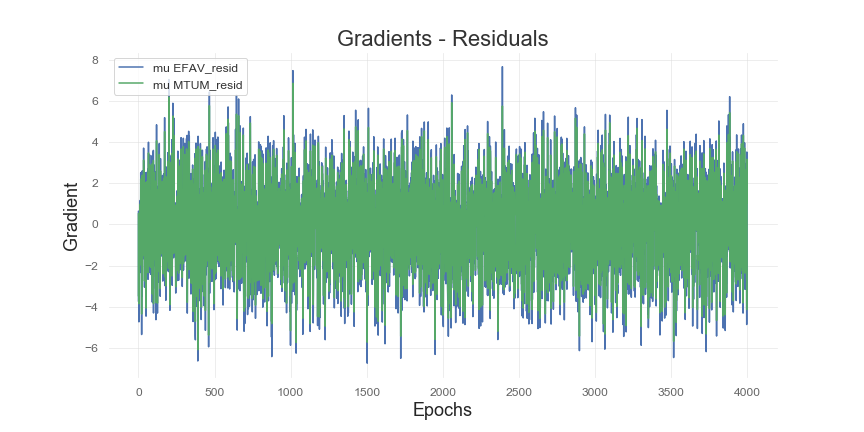 Gradients - Residuals
mu EFAV_resid
mu MTUM_resid
Gradient
8
6
4
2
0
−2
−4
−6
0 500 1000 1500 2000 2500 3000 3500 4000
Epochs